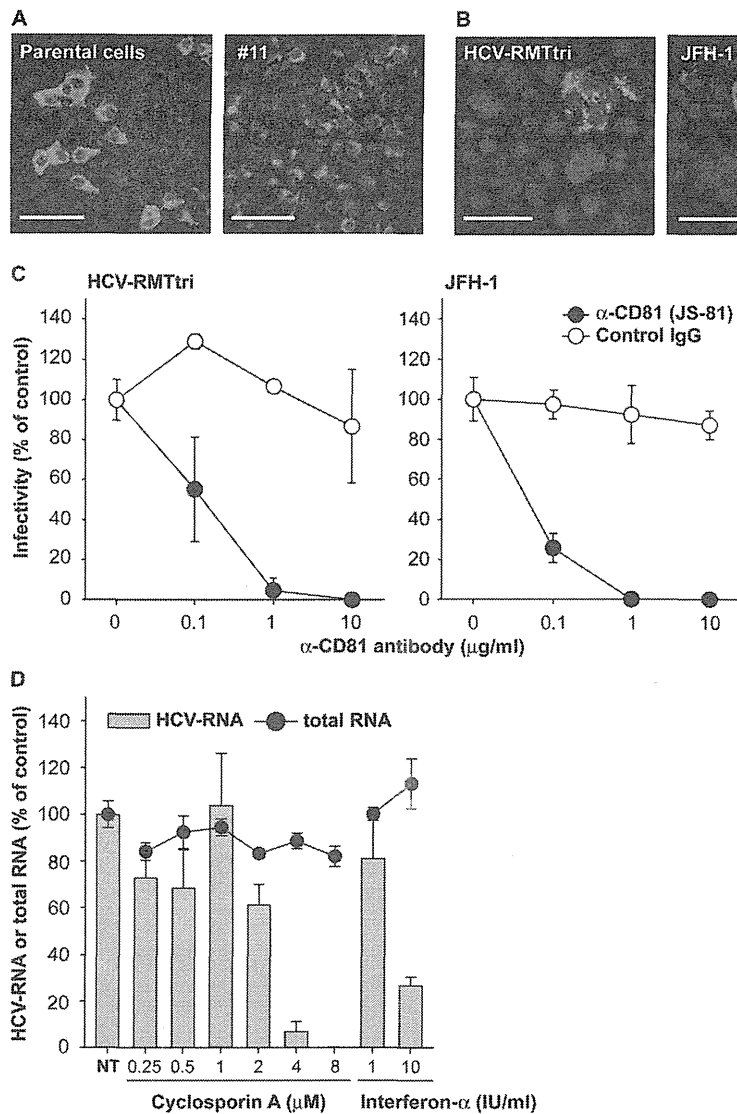 A
B
Parental cells
#11
HCV-RMTtri
JFH-1
C
HCV-RMTtri
JFH-1
α-CD81 (JS-81)
Control IgG
Infectivity (% of control)
140
120
100
80
60
40
20
0
0
0.1
1
10
140
120
100
80
60
40
20
0
0
0.1
1
10
α-CD81 antibody (μg/ml)
D
HCV-RNA
total RNA
HCV-RNA or total RNA (% of control)
140
120
100
80
60
40
20
0
NT
0.25
0.5
1
2
4
8
1
10
Cyclosporin A (μM)
Interferon-α (IU/ml)